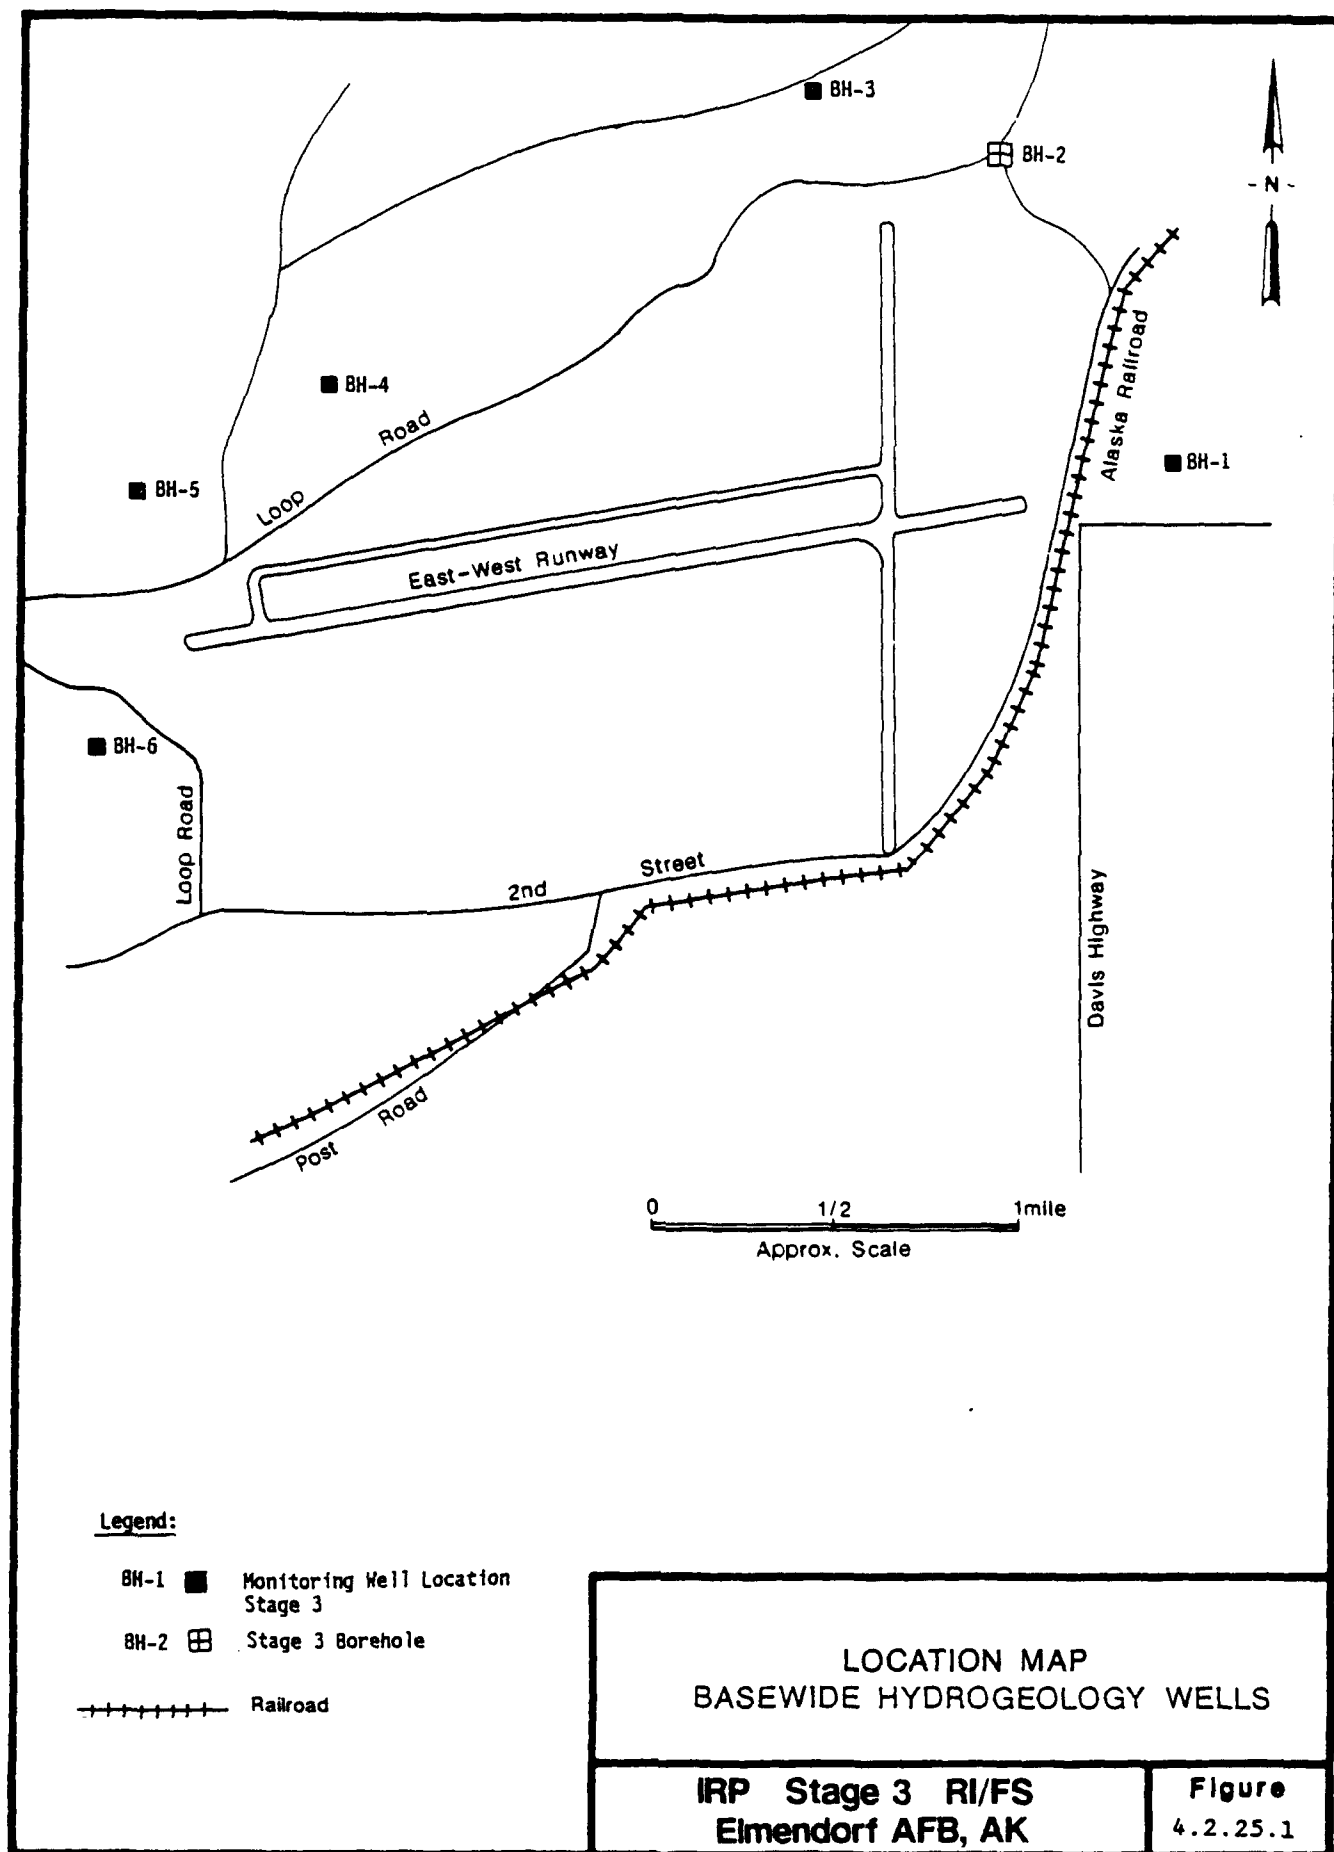 BH-3
BH-2
- N -
Alaska Railroad
BH-4
Road
BH-1
BH-5
Loop
East-West Runway
BH-6
Loop Road
Street
2nd
Davis Highway
Road
Post
0 1/2 1mile
Approx. Scale
Legend:
BH-1 Monitoring Well Location
Stage 3
BH-2 Stage 3 Borehole
Railroad
LOCATION MAP
BASEWIDE HYDROGEOLOGY WELLS
IRP Stage 3 RI/FS
Elmendorf AFB, AK
Figure
4.2.25.1